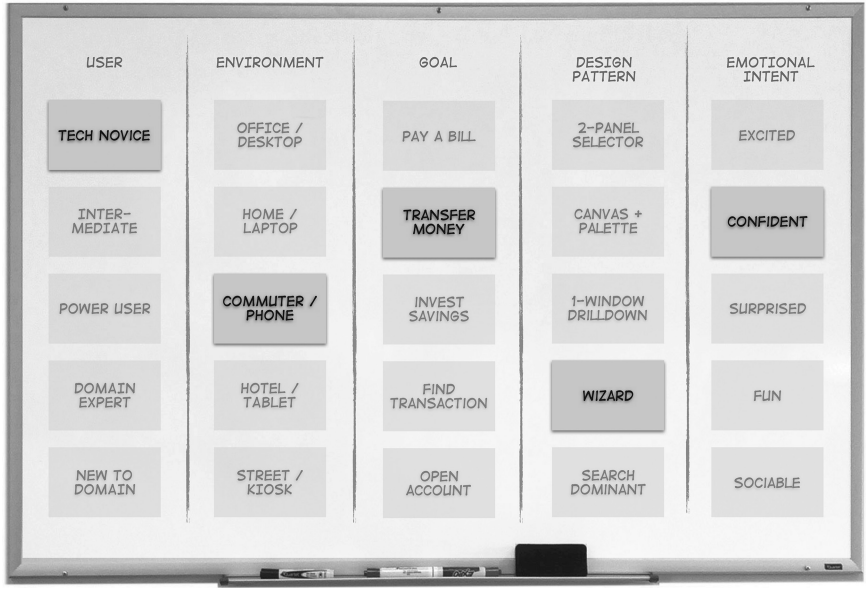 USER
ENVIRONMENT
GOAL
DESIGN
PATTERN
EMOTIONAL
INTENT
TECH NOVICE
OFFICE /
DESKTOP
PAY A BILL
2-PANEL
SELECTOR
EXCITED
INTER-
MEDIATE
HOME /
LAPTOP
TRANSFER
MONEY
CANVAS +
PALETTE
CONFIDENT
POWER USER
COMMUTER /
PHONE
INVEST
SAVINGS
1-WINDOW
DRILLDOWN
SURPRISED
DOMAIN
EXPERT
HOTEL /
TABLET
FIND
TRANSACTION
WIZARD
FUN
NEW TO
DOMAIN
STREET /
KIOSK
OPEN
ACCOUNT
SEARCH
DOMINANT
SOCIABLE